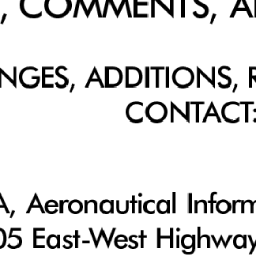 , COMMENTS, A
NGES, ADDITIONS, R
CONTACT:
A, Aeronautical Inform
05 East-West Highway